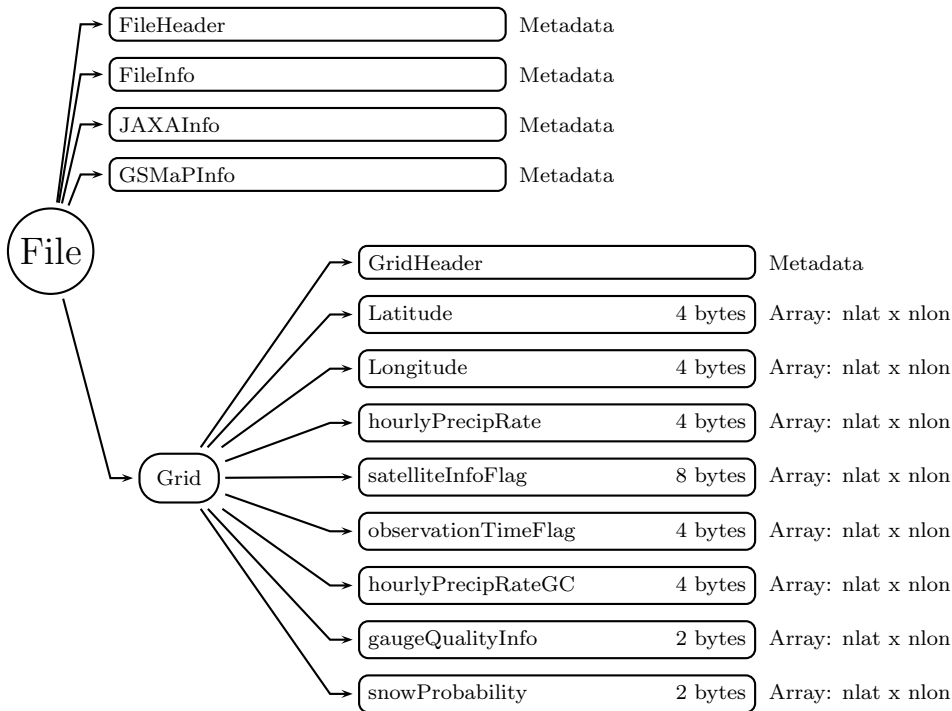 FileHeader Metadata
FileInfo Metadata
JAXAInfo Metadata
GSMaPInfo Metadata
File
GridHeader Metadata
Latitude 4 bytes Array: nlat x nlon
Longitude 4 bytes Array: nlat x nlon
hourlyPrecipRate 4 bytes Array: nlat x nlon
Grid
satelliteInfoFlag 8 bytes Array: nlat x nlon
observationTimeFlag 4 bytes Array: nlat x nlon
hourlyPrecipRateGC 4 bytes Array: nlat x nlon
gaugeQualityInfo 2 bytes Array: nlat x nlon
snowProbability 2 bytes Array: nlat x nlon